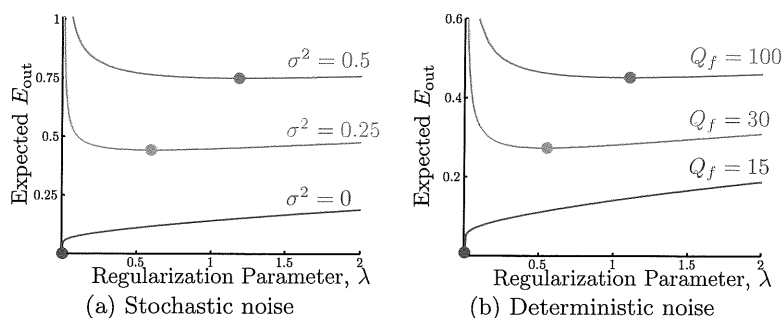 1
0.75
0.5
0.25
Expected E_out
σ² = 0.5
σ² = 0.25
σ² = 0
0.5 1 1.5 2
Regularization Parameter, λ
(a) Stochastic noise
0.6
0.4
0.2
Expected E_out
Q_f = 100
Q_f = 30
Q_f = 15
0.5 1 1.5 2
Regularization Parameter, λ
(b) Deterministic noise